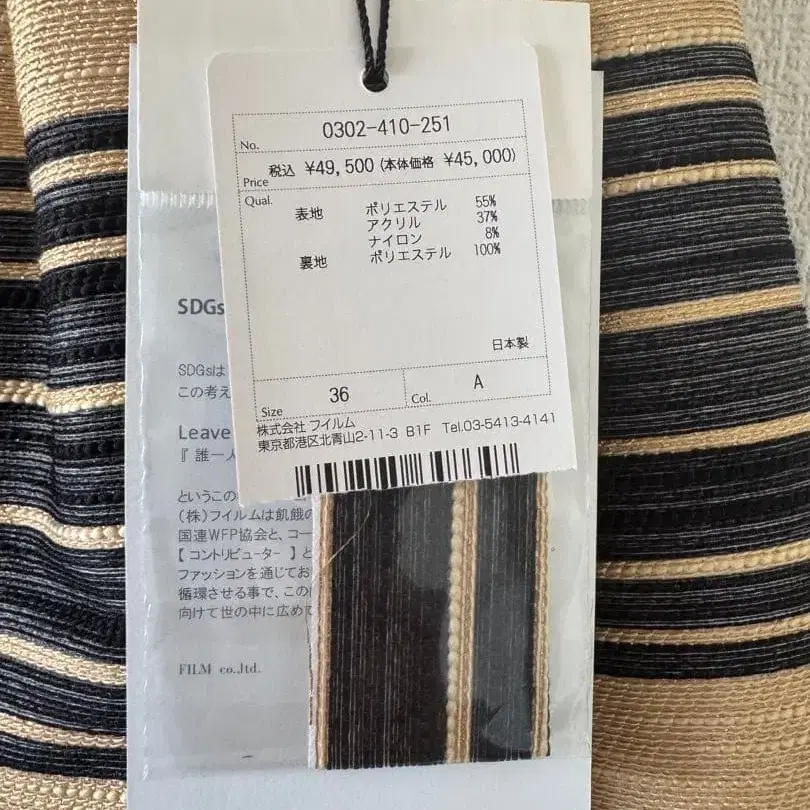 No. 0302-410-251
Price 税込 ¥49,500 (本体価格 ¥45,000)
Qual.
表地 ポリエステル 55%
アクリル 37%
ナイロン 8%
裏地 ポリエステル 100%
日本製
Size 36 Col. A
株式会社 フイルム
東京都港区北青山2-11-3 B1F Tel.03-5413-4141
SDGs
SDGsは
この考え
Leave
『 誰一人
というこの
(株)フイルムは飢餓の
国連WFP協会と、コー
【 コントリビューター 】と
ファッションを通じてお
循環させる事で、この
向けて世の中に広めて
FILM co.,ltd.